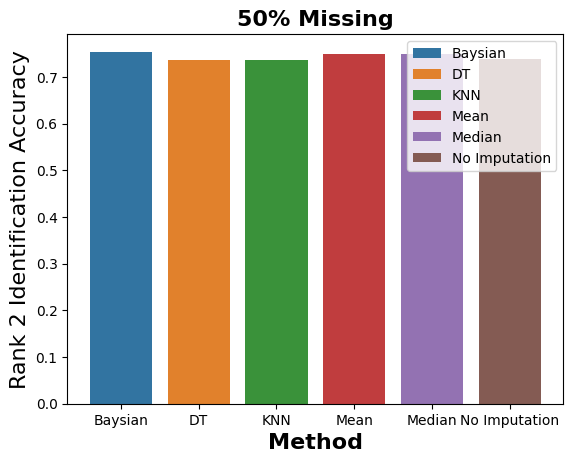 50% Missing
Rank 2 Identification Accuracy
0.7
0.6
0.5
0.4
0.3
0.2
0.1
0.0
Baysian
DT
KNN
Mean
Median
No Imputation
Baysian DT KNN Mean Median No Imputation
Method